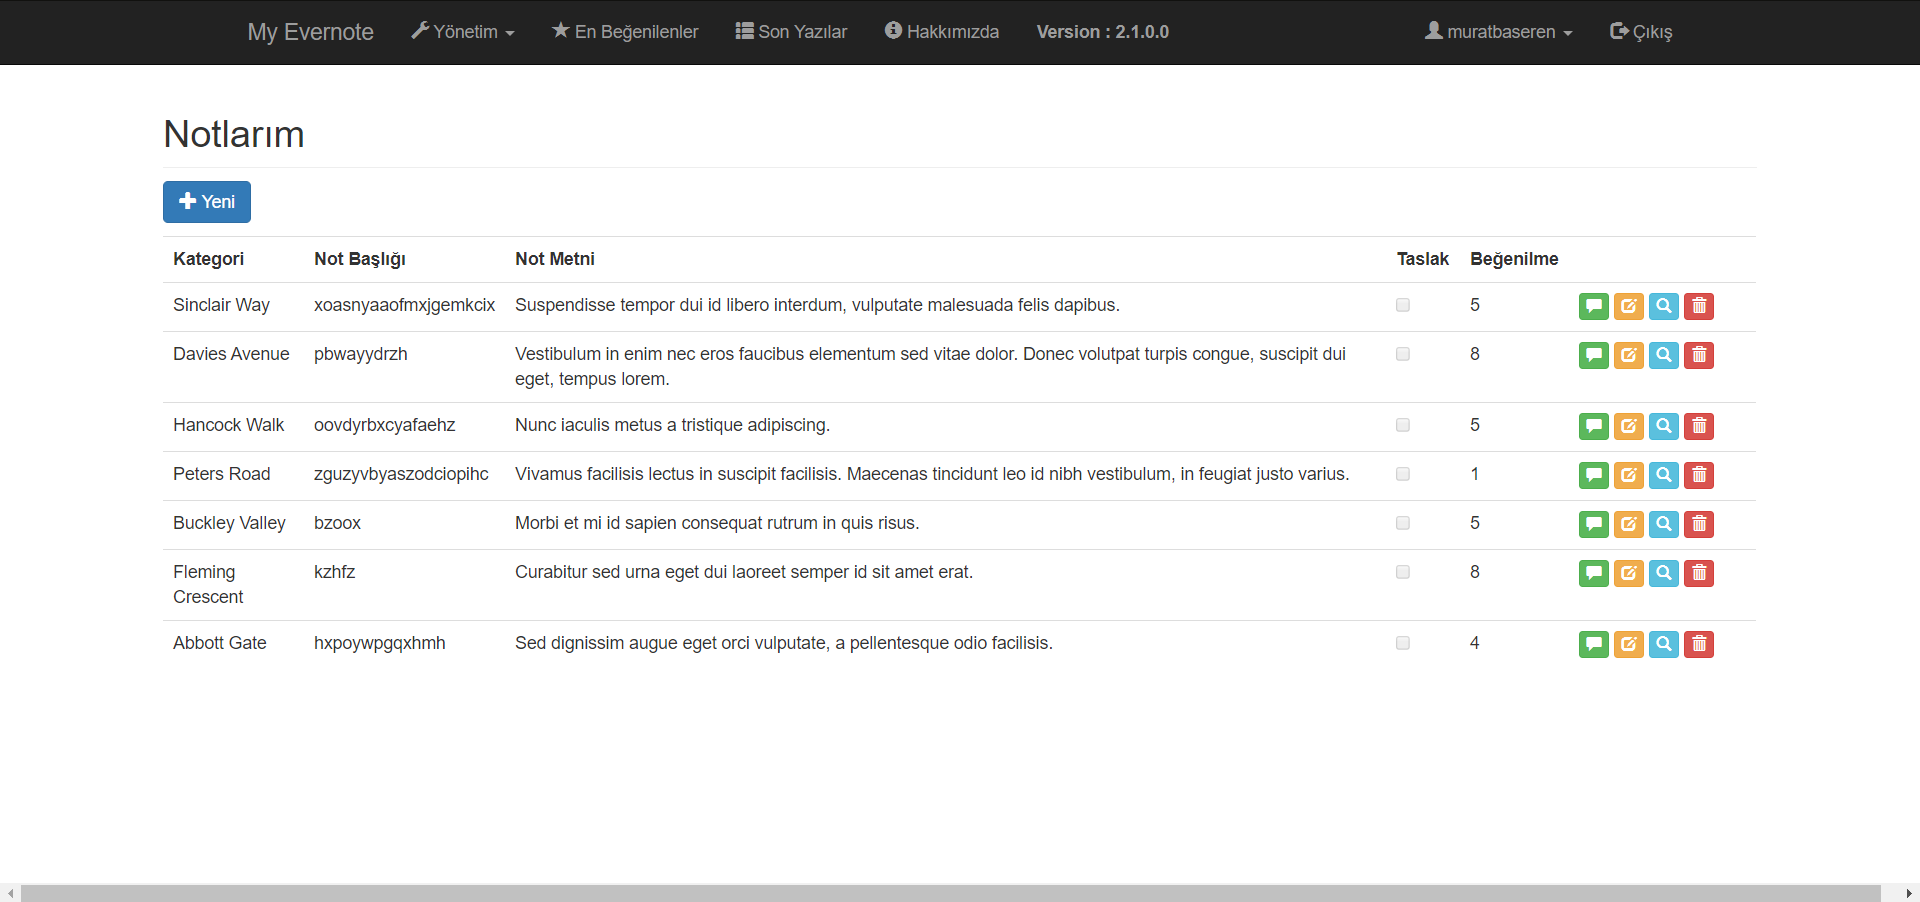 My Evernote Yönetim En Beğenilenler Son Yazılar Hakkımızda Version : 2.1.0.0 muratbaseren Çıkış
Notlarım
Yeni
Kategori Not Başlığı Not Metni Taslak Beğenilme
Sinclair Way xoasnyaaofmxjgemkcix Suspendisse tempor dui id libero interdum, vulputate malesuada felis dapibus. 5
Davies Avenue pbwayydrzh Vestibulum in enim nec eros faucibus elementum sed vitae dolor. Donec volutpat turpis congue, suscipit dui 8
eget, tempus lorem.
Hancock Walk oovdyrbxcyafaehz Nunc iaculis metus a tristique adipiscing. 5
Peters Road zguzyvbyaszodciopihc Vivamus facilisis lectus in suscipit facilisis. Maecenas tincidunt leo id nibh vestibulum, in feugiat justo varius. 1
Buckley Valley bzoox Morbi et mi id sapien consequat rutrum in quis risus. 5
Fleming kzhfz Curabitur sed urna eget dui laoreet semper id sit amet erat. 8
Crescent
Abbott Gate hxpoywpgqxhmh Sed dignissim augue eget orci vulputate, a pellentesque odio facilisis. 4